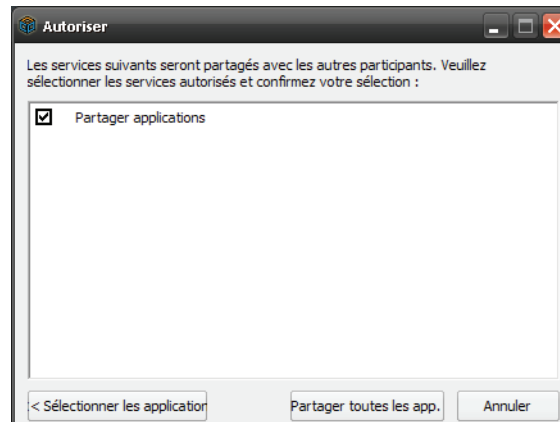 Autoriser
Les services suivants seront partagés avec les autres participants. Veuillez
sélectionner les services autorisés et confirmez votre sélection :
Partager applications
< Sélectionner les application
Partager toutes les app.
Annuler